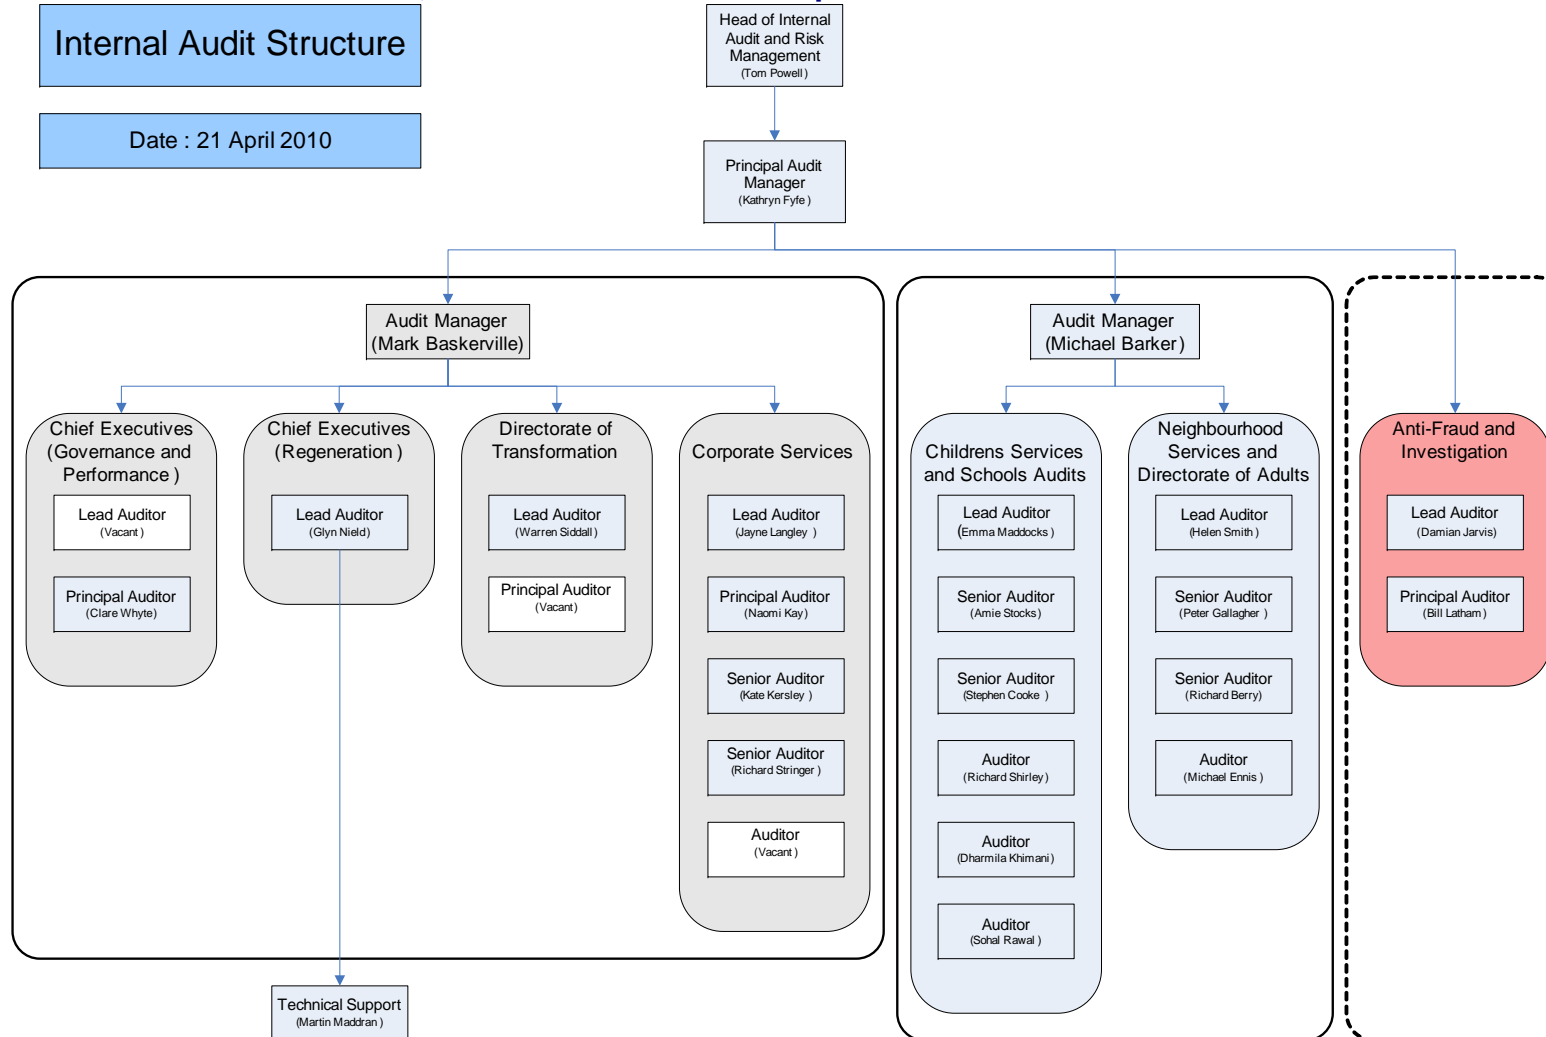 Internal Audit Structure
Date : 21 April 2010
Head of Internal
Audit and Risk
Management
(Tom Powell)
Principal Audit
Manager
(Kathryn Fyfe )
Audit Manager
(Mark Baskerville)
Audit Manager
(Michael Barker )
Chief Executives
(Governance and
Performance )
Lead Auditor
(Vacant )
Principal Auditor
(Clare Whyte)
Chief Executives
(Regeneration )
Lead Auditor
(Glyn Nield)
Directorate of
Transformation
Lead Auditor
(Warren Siddall)
Principal Auditor
(Vacant)
Corporate Services
Lead Auditor
(Jayne Langley )
Principal Auditor
(Naomi Kay)
Senior Auditor
(Kate Kersley )
Senior Auditor
(Richard Stringer )
Auditor
(Vacant )
Childrens Services
and Schools Audits
Lead Auditor
(Emma Maddocks)
Senior Auditor
(Amie Stocks)
Senior Auditor
(Stephen Cooke )
Auditor
(Richard Shirley)
Auditor
(Dharmila Khimani)
Auditor
(Sohal Rawal )
Neighbourhood
Services and
Directorate of Adults
Lead Auditor
(Helen Smith )
Senior Auditor
(Peter Gallagher )
Senior Auditor
(Richard Berry)
Auditor
(Michael Ennis )
Anti-Fraud and
Investigation
Lead Auditor
(Damian Jarvis)
Principal Auditor
(Bill Latham)
Technical Support
(Martin Maddran )